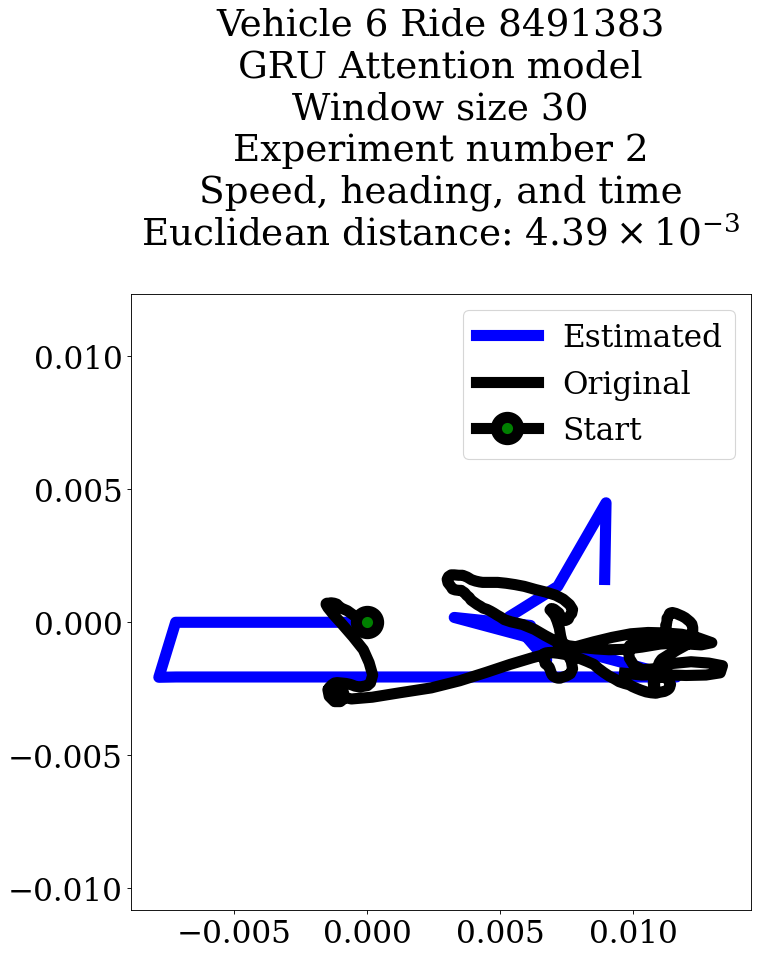 Vehicle 6 Ride 8491383
GRU Attention model
Window size 30
Experiment number 2
Speed, heading, and time
Euclidean distance: 4.39 × 10⁻³
Estimated
Original
Start
0.010
0.005
0.000
−0.005
−0.010
−0.005 0.000 0.005 0.010